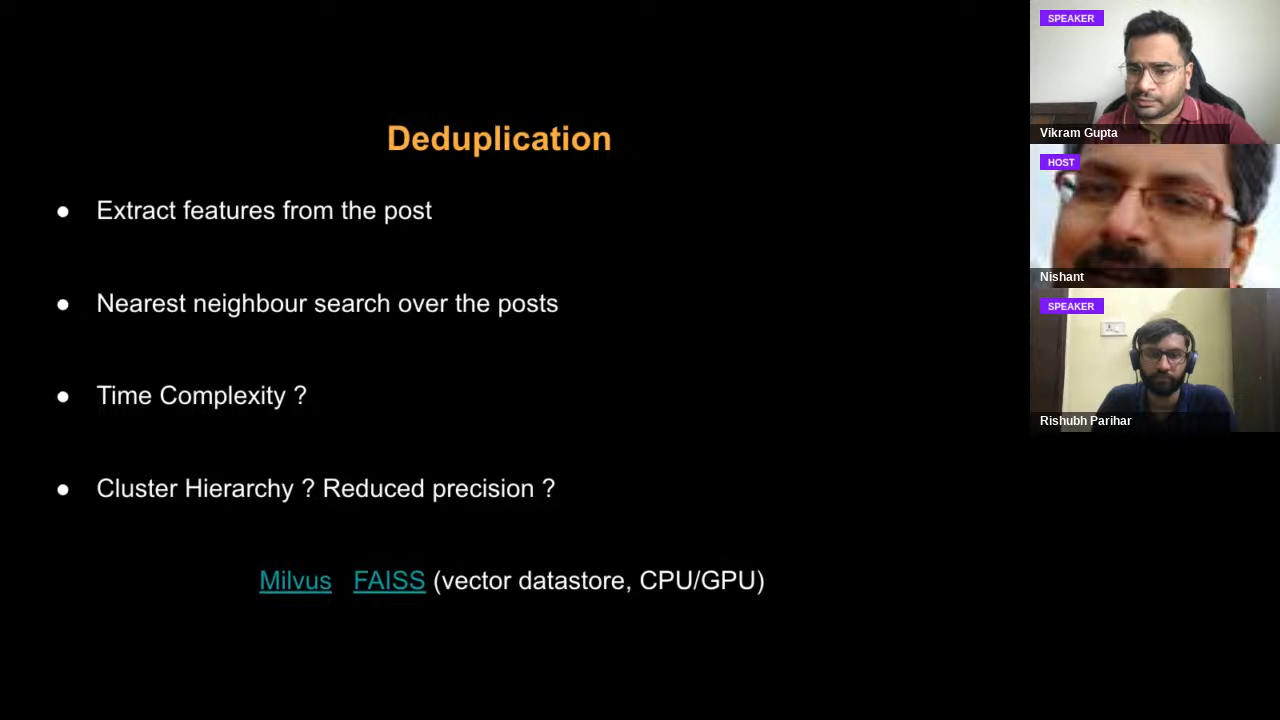 Deduplication
● Extract features from the post
● Nearest neighbour search over the posts
● Time Complexity ?
● Cluster Hierarchy ? Reduced precision ?
Milvus FAISS (vector datastore, CPU/GPU)
SPEAKER
Vikram Gupta
HOST
Nishant
SPEAKER
Rishubh Parihar